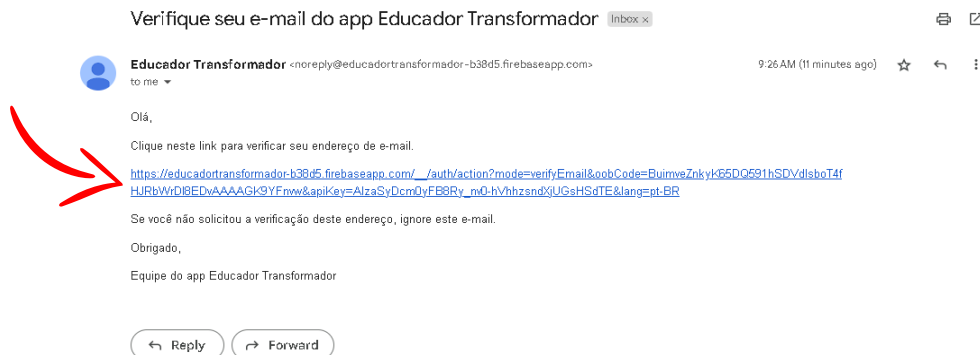 Verifique seu e-mail do app Educador Transformador Inbox ×
Educador Transformador <noreply@educadortransformador-b38d5.firebaseapp.com> 9:26 AM (11 minutes ago)
to me
Olá,
Clique neste link para verificar seu endereço de e-mail.
https://educadortransformador-b38d5.firebaseapp.com/__/auth/action?mode=verifyEmail&oobCode=BuimveZnkyK65DQ591hSDVdlsboT4f
HJRbWrDl8EDvAAAAGK9YFnww&apiKey=AIzaSyDcm0yFB8Ry_nv0-hVhhzsndXjUGsHSdTE&lang=pt-BR
Se você não solicitou a verificação deste endereço, ignore este e-mail.
Obrigado,
Equipe do app Educador Transformador
Reply Forward